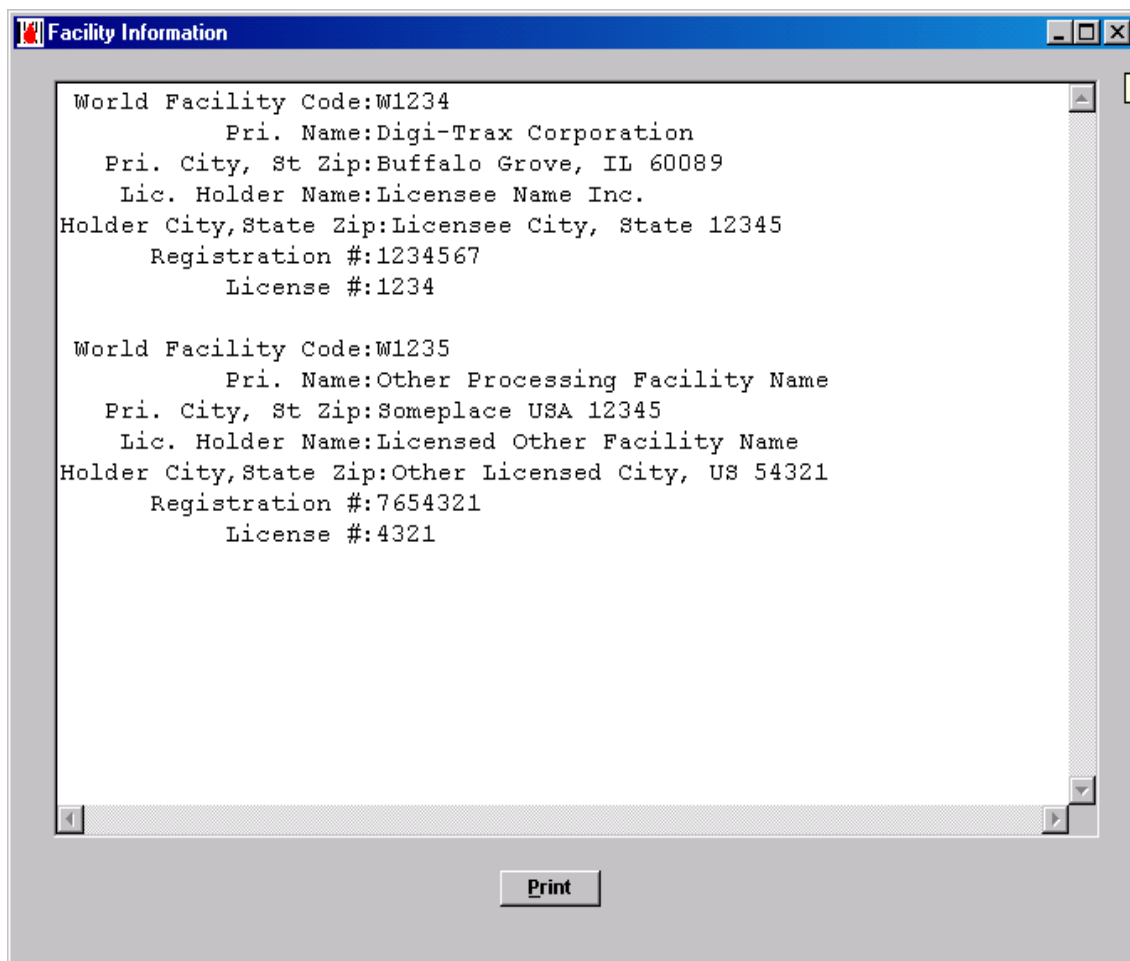 Facility Information
World Facility Code:W1234
Pri. Name:Digi-Trax Corporation
Pri. City, St Zip:Buffalo Grove, IL 60089
Lic. Holder Name:Licensee Name Inc.
Holder City,State Zip:Licensee City, State 12345
Registration #:1234567
License #:1234
World Facility Code:W1235
Pri. Name:Other Processing Facility Name
Pri. City, St Zip:Someplace USA 12345
Lic. Holder Name:Licensed Other Facility Name
Holder City,State Zip:Other Licensed City, US 54321
Registration #:7654321
License #:4321
Print